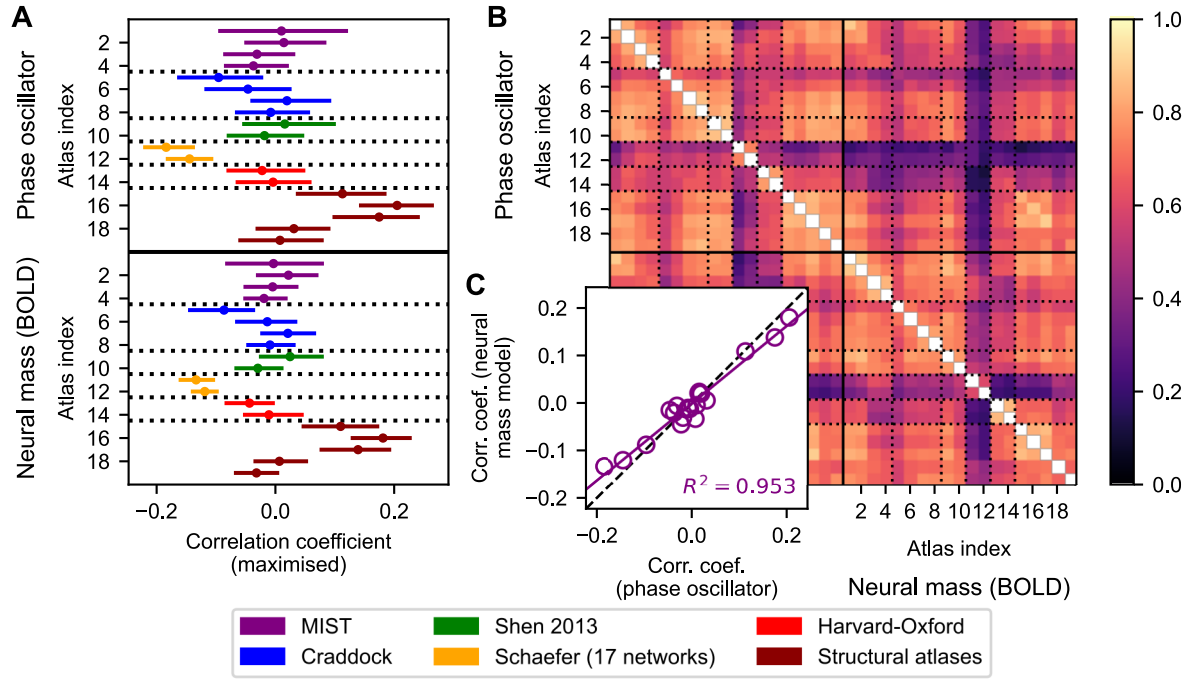 A
Phase oscillator
Atlas index
2
4
6
8
10
12
14
16
18
Neural mass (BOLD)
Atlas index
2
4
6
8
10
12
14
18
−0.2
0.0
0.2
Correlation coefficient
(maximised)
B
Phase oscillator
Atlas index
2
4
6
8
10
12
14
16
18
1.0
0.8
0.6
0.4
0.2
0.0
2 4 6 8 10 12 14 16 18
Atlas index
Neural mass (BOLD)
C
Corr. coef. (neural
mass model)
0.2
0.1
0.0
−0.1
−0.2
R² = 0.953
−0.2
0.0
0.2
Corr. coef.
(phase oscillator)
MIST
Craddock
Shen 2013
Schaefer (17 networks)
Harvard-Oxford
Structural atlases